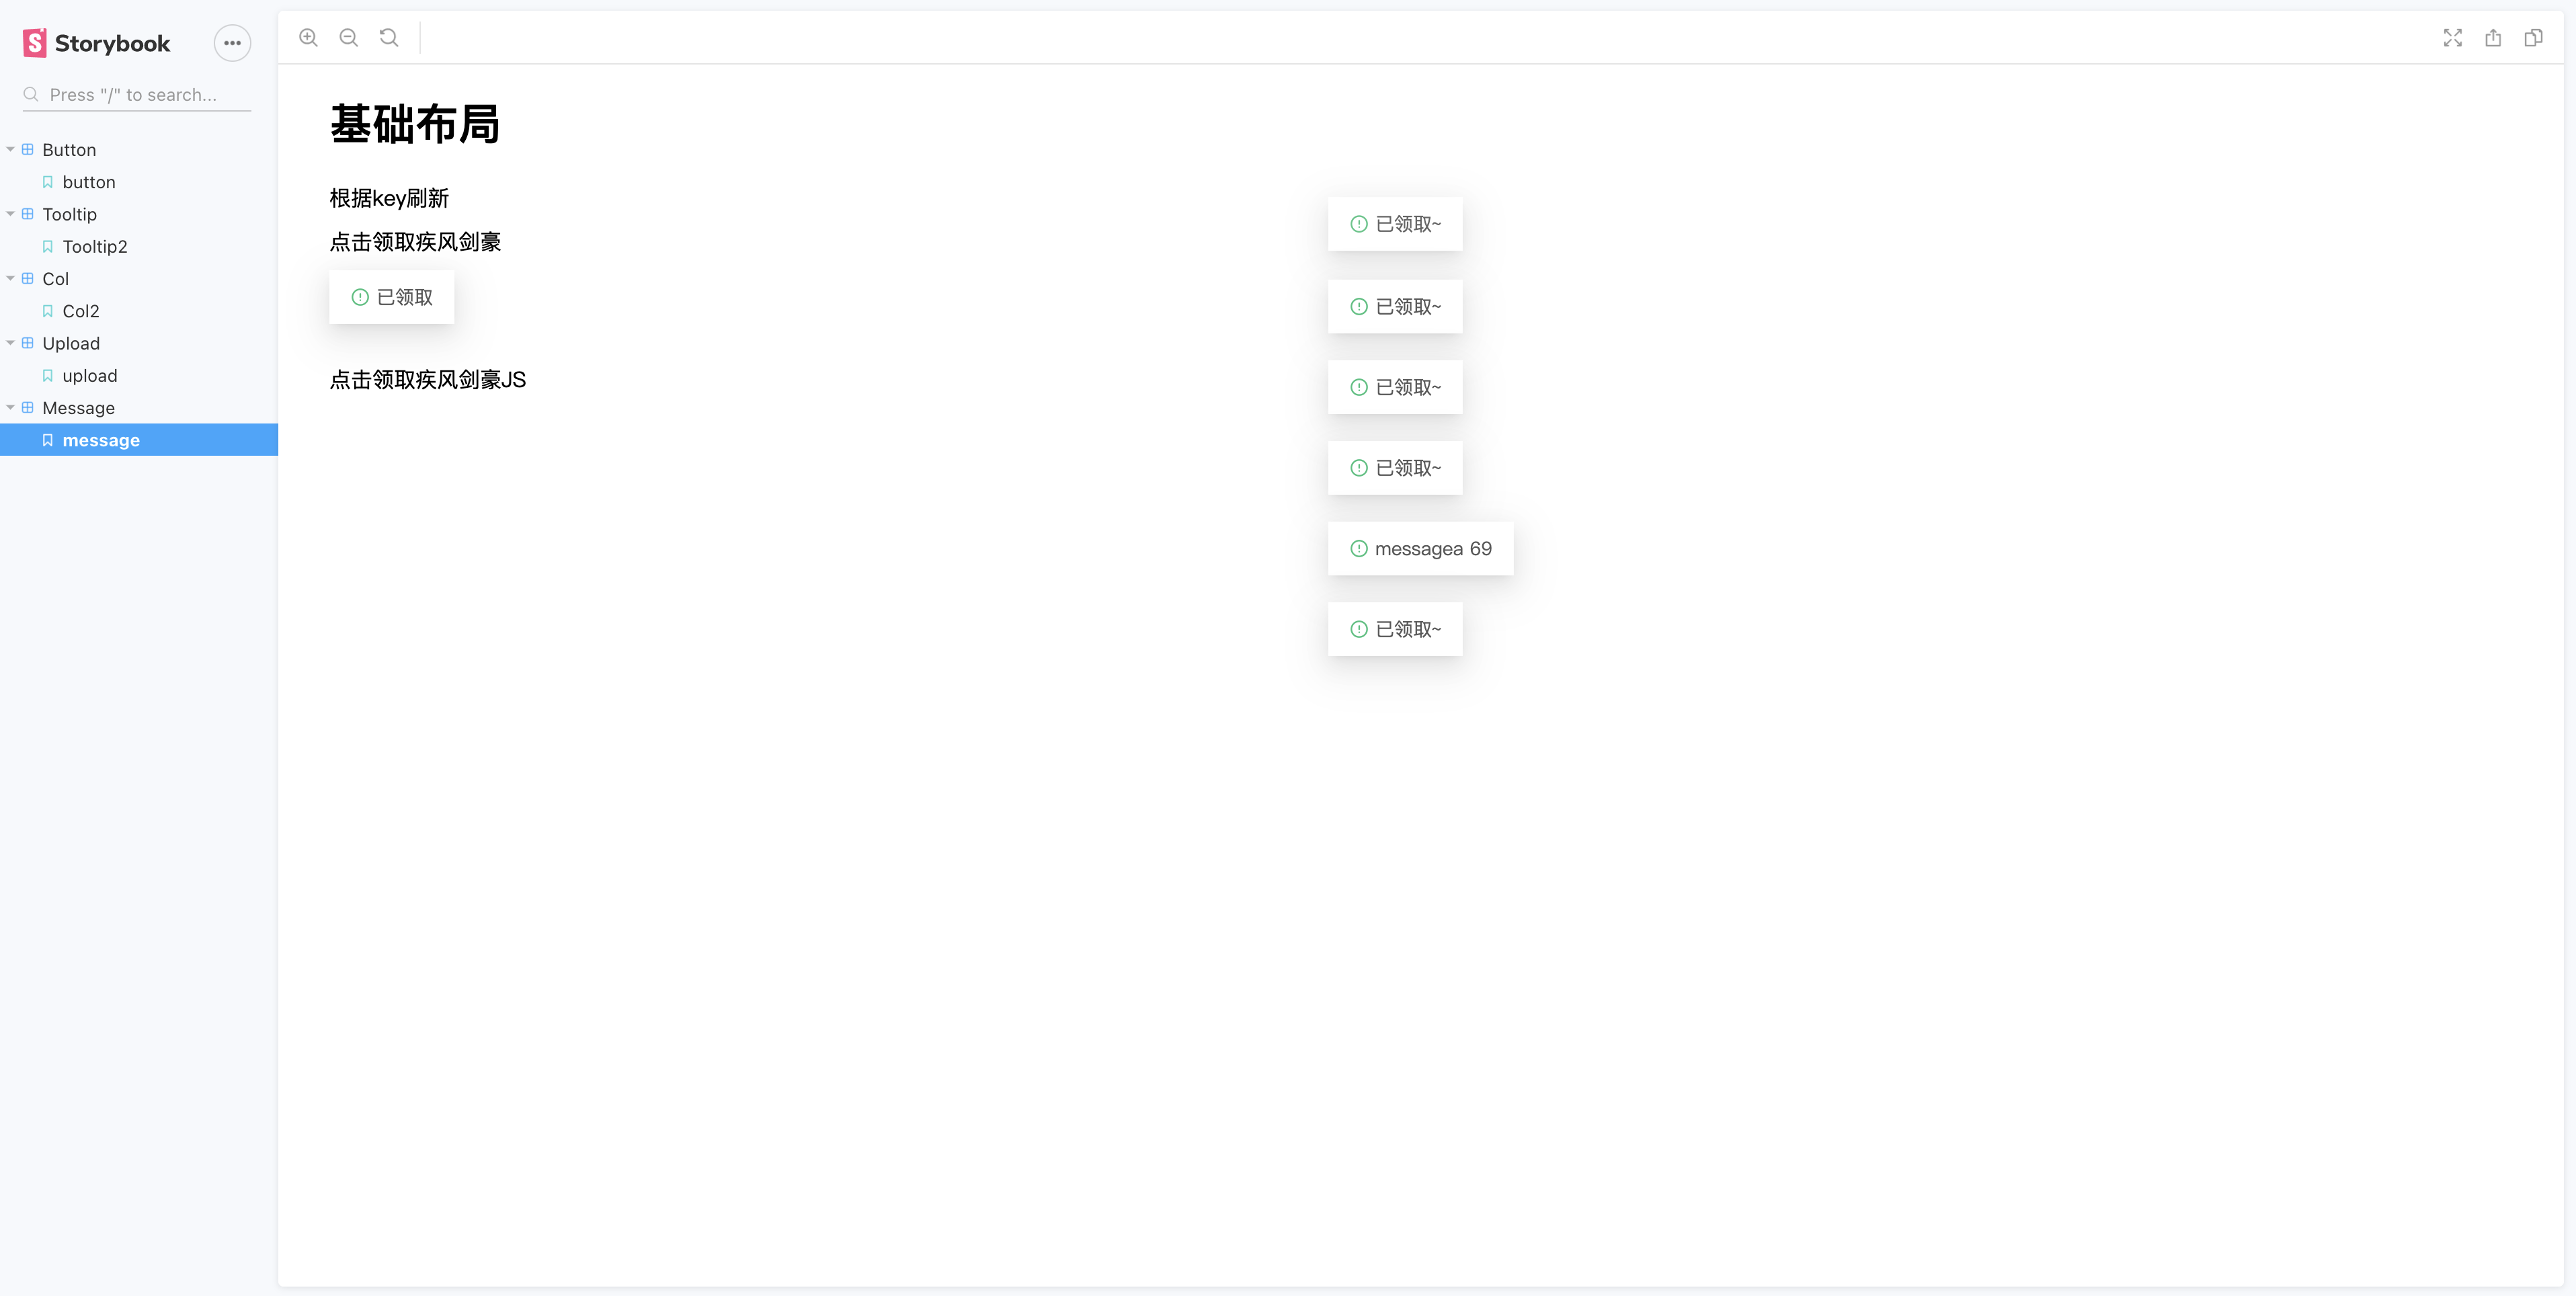 Storybook
Press "/" to search...
Button
button
Tooltip
Tooltip2
Col
Col2
Upload
upload
Message
message
基础布局
根据key刷新
点击领取疾风剑豪
已领取
点击领取疾风剑豪JS
已领取~
已领取~
已领取~
已领取~
messagea 69
已领取~